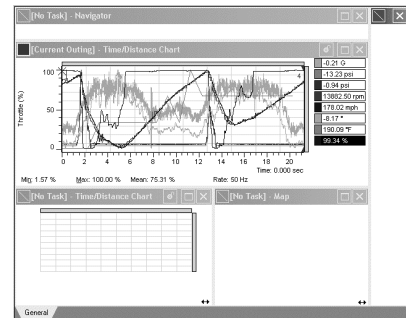 [No Task] - Navigator
[No Task]
[Current Outing] - Time/Distance Chart
Throttle (%)
100
50
0
4
0 2 4 6 8 10 12 14 16 18 20
Time: 0.000 sec
Min: 1.57 % Max: 100.00 % Mean: 75.31 % Rate: 50 Hz
-0.21 G
-13.23 psi
-0.94 psi
13882.50 rpm
178.02 mph
-8.17 °
190.09 °F
99.34 %
[No Task] - Time/Distance Chart
[No Task] - Map
General